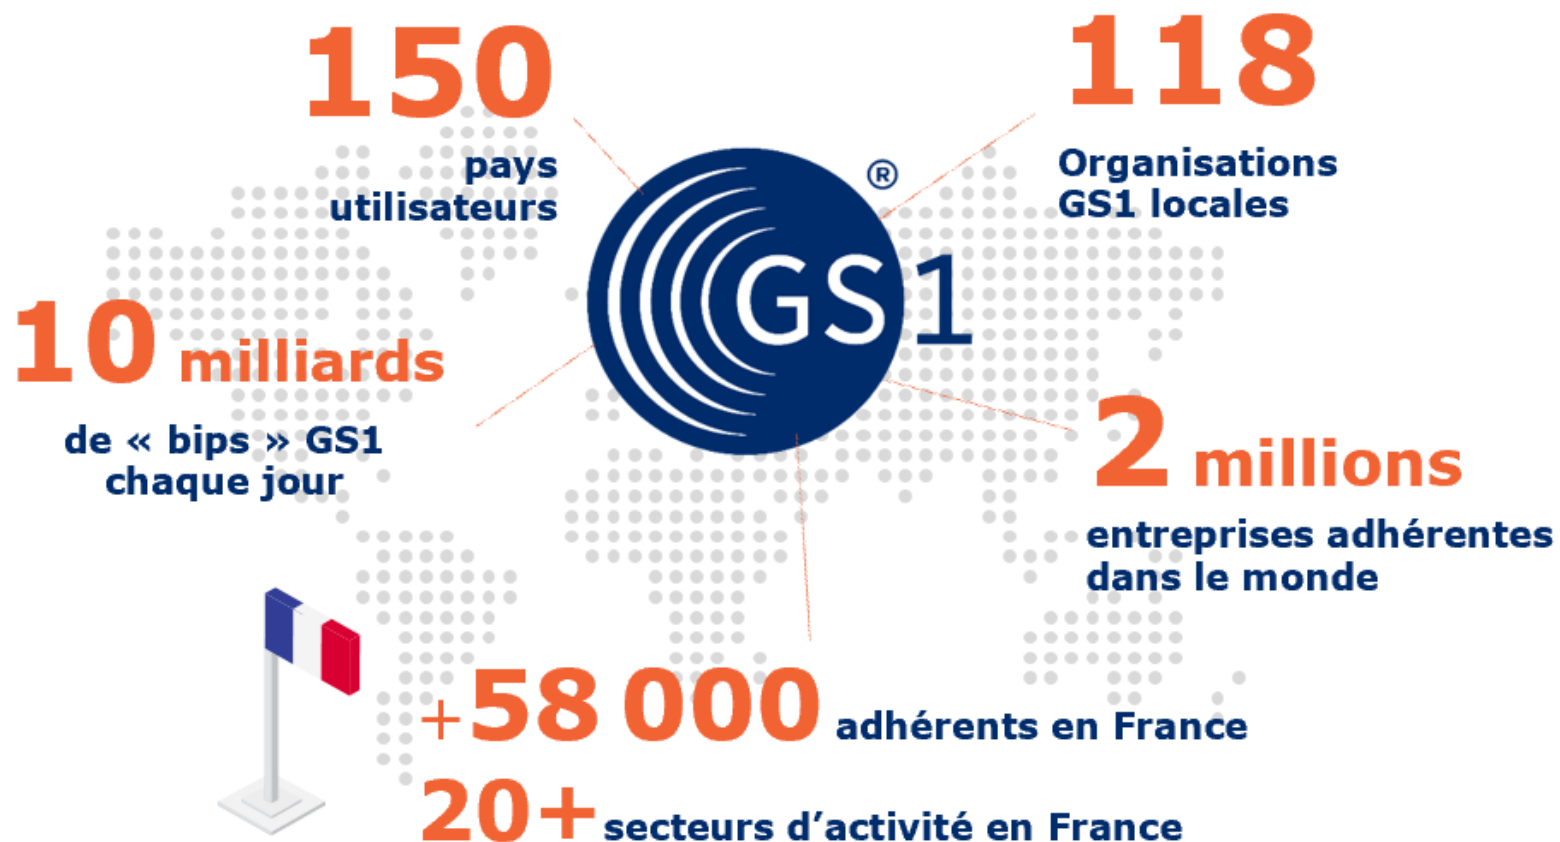 150
pays
utilisateurs
118
Organisations
GS1 locales
GS1®
10 milliards
de « bips » GS1
chaque jour
2 millions
entreprises adhérentes
dans le monde
+58 000 adhérents en France
20+ secteurs d’activité en France